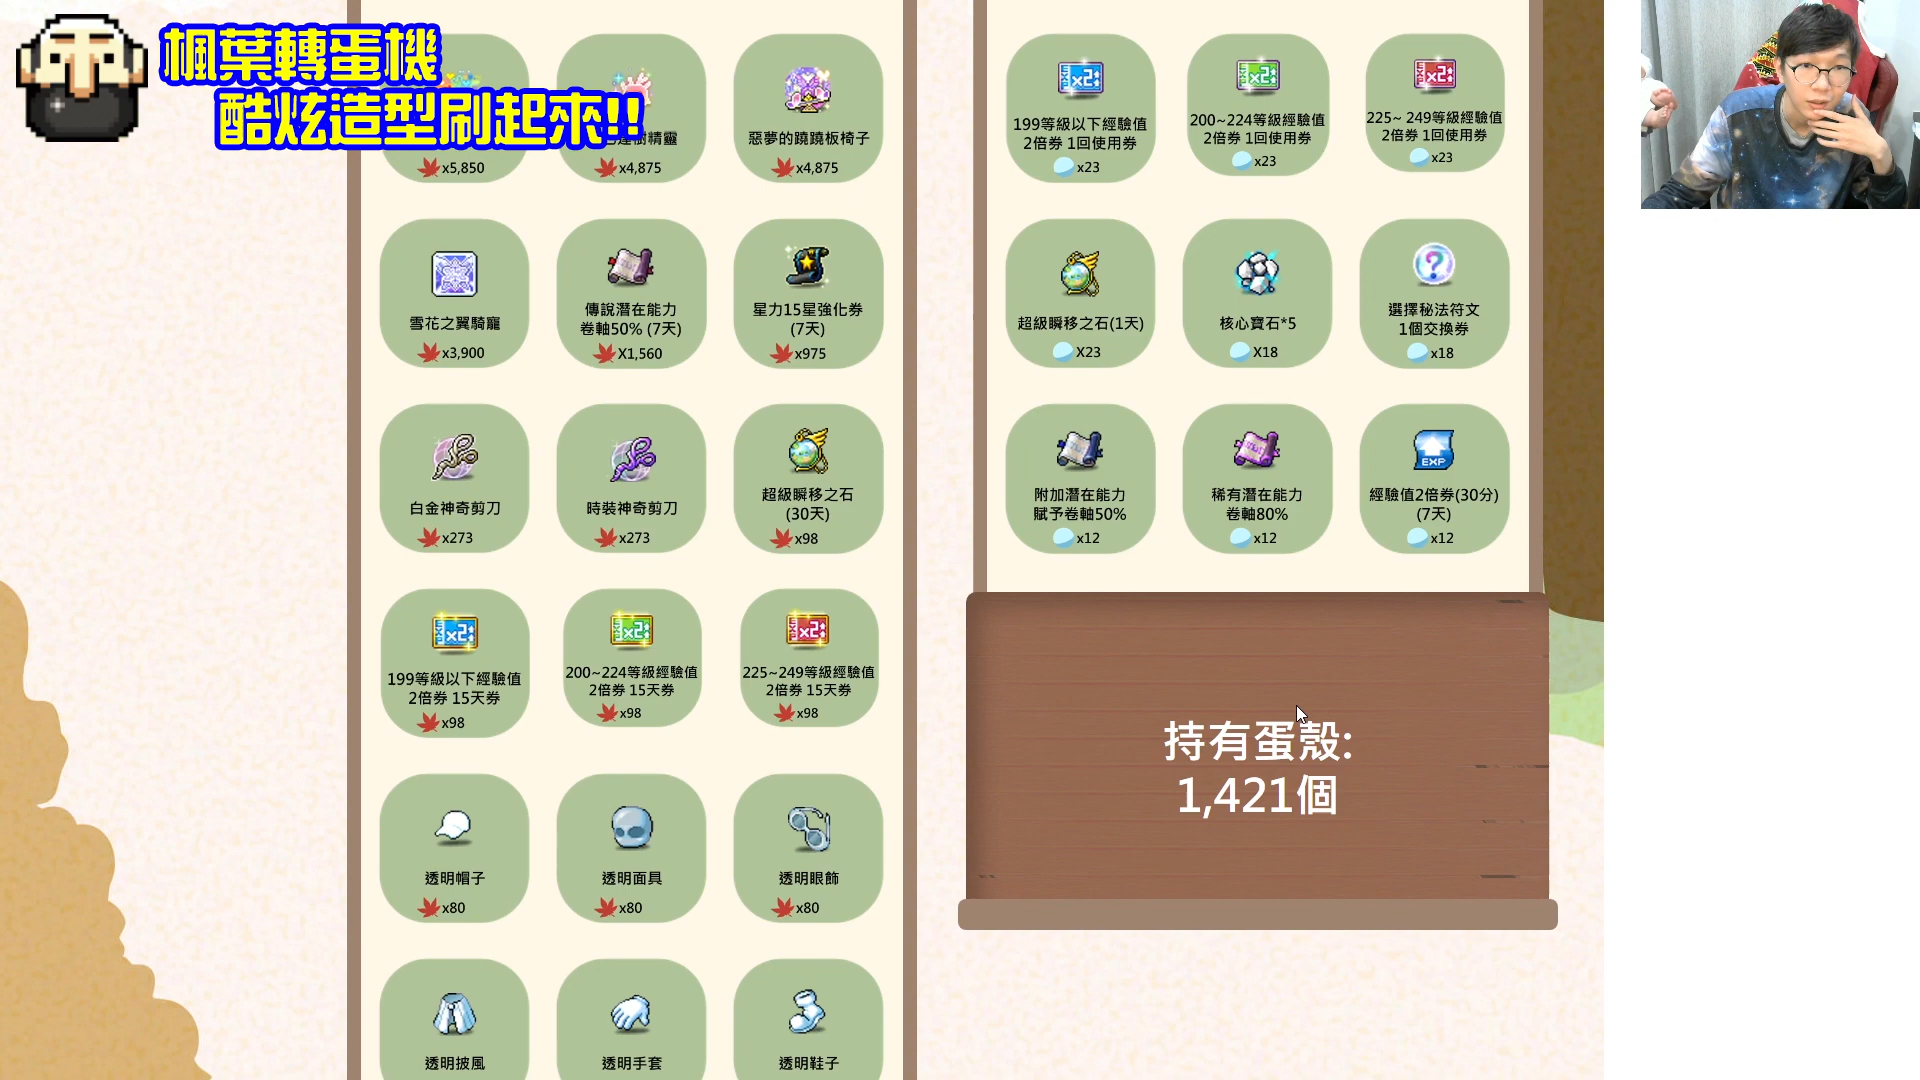 楓葉轉蛋機
酷炫造型刷起來!!
x5,850
樹精靈
x4,875
惡夢的蹺蹺板椅子
x4,875
雪花之翼騎寵
x3,900
傳說潛在能力
卷軸50% (7天)
X1,560
星力15星強化券
(7天)
x975
白金神奇剪刀
x273
時裝神奇剪刀
x273
超級瞬移之石
(30天)
x98
199等級以下經驗值
2倍券 15天券
x98
200~224等級經驗值
2倍券 15天券
x98
225~249等級經驗值
2倍券 15天券
x98
透明帽子
x80
透明面具
x80
透明眼飾
x80
透明披風
透明手套
透明鞋子
199等級以下經驗值
2倍券 1回使用券
x23
200~224等級經驗值
2倍券 1回使用券
x23
225~ 249等級經驗值
2倍券 1回使用券
x23
超級瞬移之石(1天)
X23
核心寶石*5
X18
選擇秘法符文
1個交換券
x18
附加潛在能力
賦予卷軸50%
x12
稀有潛在能力
卷軸80%
x12
EXP
經驗值2倍券(30分)
(7天)
x12
持有蛋殼:
1,421個